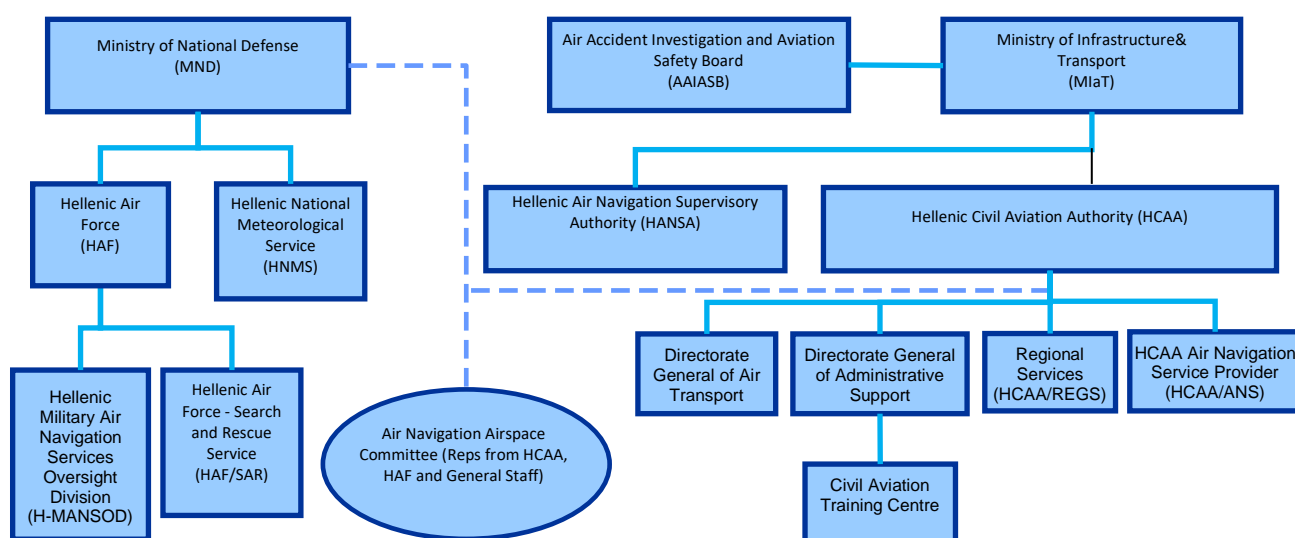 Ministry of National Defense
(MND)
Air Accident Investigation and Aviation
Safety Board
(AAIASB)
Ministry of Infrastructure&
Transport
(MIaT)
Hellenic Air
Force
(HAF)
Hellenic National
Meteorological
Service
(HNMS)
Hellenic Air Navigation Supervisory
Authority (HANSA)
Hellenic Civil Aviation Authority (HCAA)
Hellenic
Military Air
Navigation
Services
Oversight
Division
(H-MANSOD)
Hellenic Air
Force - Search
and Rescue
Service
(HAF/SAR)
Air Navigation Airspace
Committee (Reps from HCAA,
HAF and General Staff)
Directorate
General of Air
Transport
Directorate General
of Administrative
Support
Regional
Services
(HCAA/REGS)
HCAA Air Navigation
Service Provider
(HCAA/ANS)
Civil Aviation
Training Centre